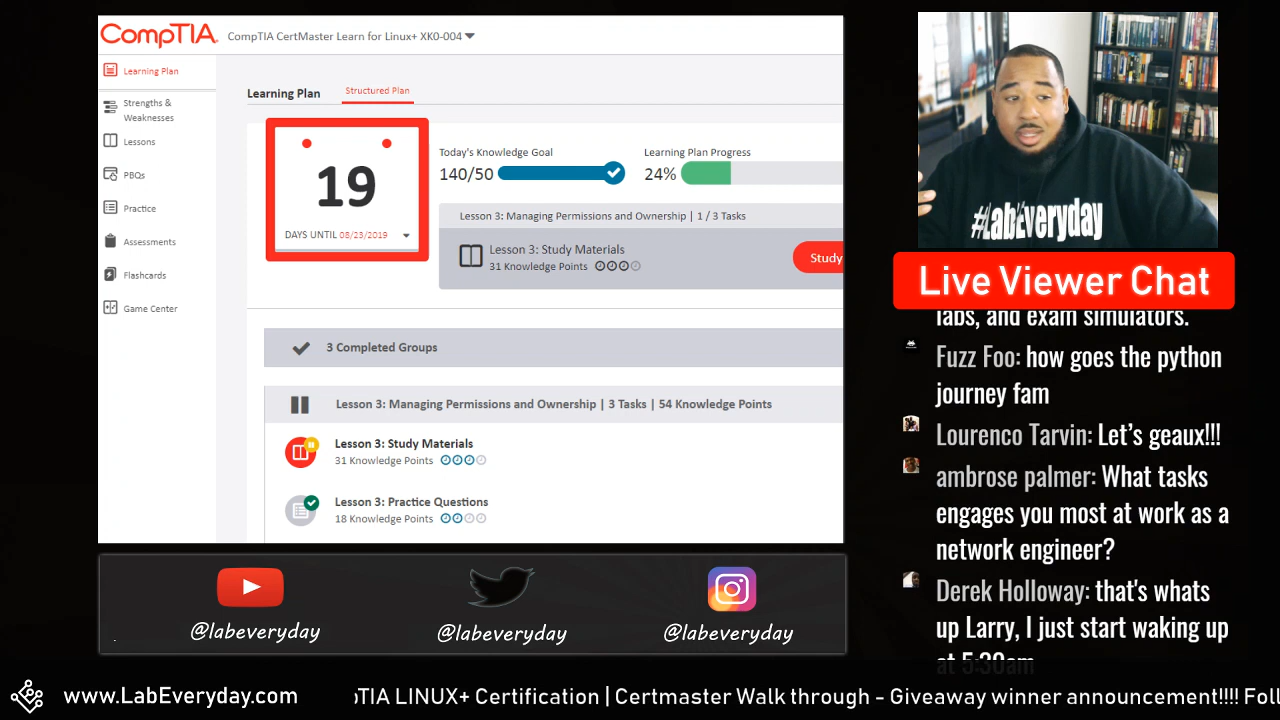 CompTIA.
CompTIA CertMaster Learn for Linux+ XK0-004
Learning Plan
Strengths &
Weaknesses
Lessons
PBQs
Practice
Assessments
Flashcards
Game Center
Learning Plan
Structured Plan
19
DAYS UNTIL 08/23/2019
Today's Knowledge Goal
140/50
Learning Plan Progress
24%
Lesson 3: Managing Permissions and Ownership | 1 / 3 Tasks
Lesson 3: Study Materials
31 Knowledge Points
Study
3 Completed Groups
Lesson 3: Managing Permissions and Ownership | 3 Tasks | 54 Knowledge Points
Lesson 3: Study Materials
31 Knowledge Points
Lesson 3: Practice Questions
18 Knowledge Points
#LabEveryday
Live Viewer Chat
labs, and exam simulators.
Fuzz Foo: how goes the python
journey fam
Lourenco Tarvin: Let's geaux!!!
ambrose palmer: What tasks
engages you most at work as a
network engineer?
Derek Holloway: that's whats
up Larry, I just start waking up
at 5:30am
@labeveryday
@labeveryday
@labeveryday
www.LabEveryday.com
TIA LINUX+ Certification | Certmaster Walk through - Giveaway winner announcement!!!! Foll